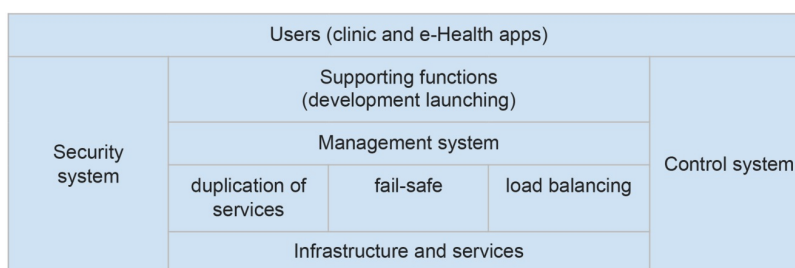 Users (clinic and e-Health apps)
Supporting functions
(development launching)
Management system
Security
system
Control system
duplication of
services
fail-safe
load balancing
Infrastructure and services